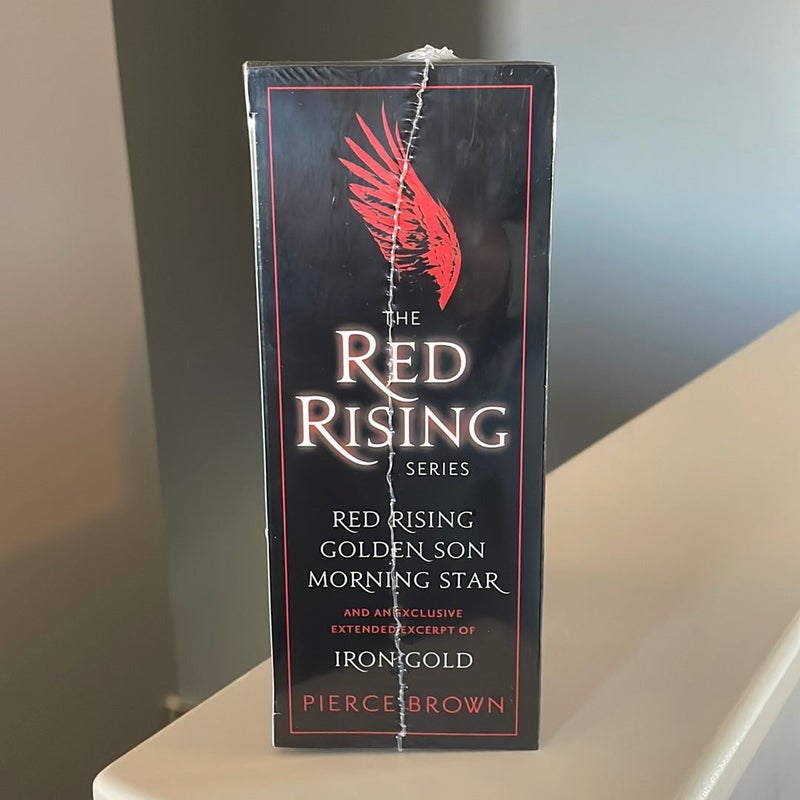 THE
RED
RISING
SERIES
RED RISING
GOLDEN SON
MORNING STAR
AND AN EXCLUSIVE
EXTENDED EXCERPT OF
IRON GOLD
PIERCE BROWN